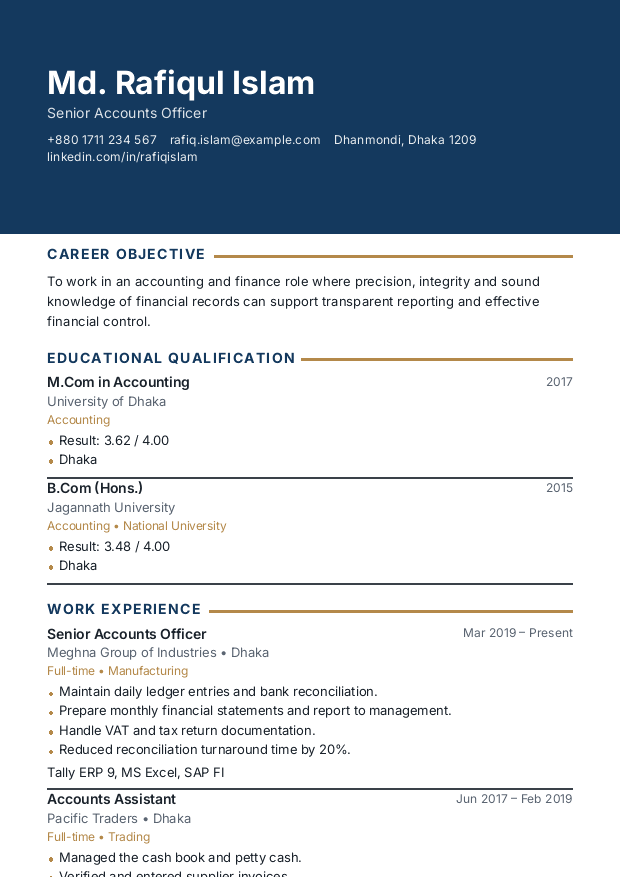 Md. Rafiqul Islam
Senior Accounts Officer
+880 1711 234 567 rafiq.islam@example.com Dhanmondi, Dhaka 1209
linkedin.com/in/rafiqislam
CAREER OBJECTIVE
To work in an accounting and finance role where precision, integrity and sound
knowledge of financial records can support transparent reporting and effective
financial control.
EDUCATIONAL QUALIFICATION
M.Com in Accounting 2017
University of Dhaka
Accounting
• Result: 3.62 / 4.00
• Dhaka
B.Com (Hons.) 2015
Jagannath University
Accounting • National University
• Result: 3.48 / 4.00
• Dhaka
WORK EXPERIENCE
Senior Accounts Officer Mar 2019 – Present
Meghna Group of Industries • Dhaka
Full-time • Manufacturing
• Maintain daily ledger entries and bank reconciliation.
• Prepare monthly financial statements and report to management.
• Handle VAT and tax return documentation.
• Reduced reconciliation turnaround time by 20%.
Tally ERP 9, MS Excel, SAP FI
Accounts Assistant Jun 2017 – Feb 2019
Pacific Traders • Dhaka
Full-time • Trading
• Managed the cash book and petty cash.
• Verified and entered supplier invoices.